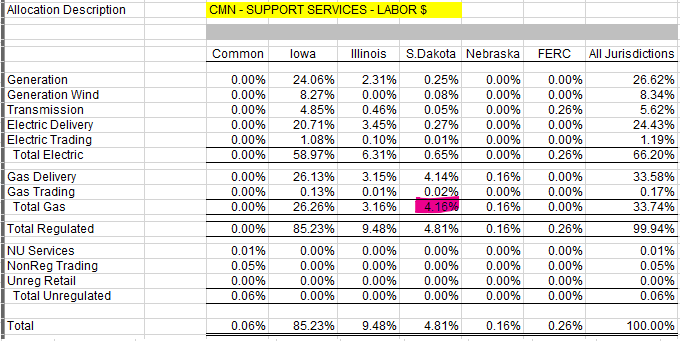 Allocation Description CMN - SUPPORT SERVICES - LABOR $
Common Iowa Illinois S.Dakota Nebraska FERC All Jurisdictions
Generation 0.00% 24.06% 2.31% 0.25% 0.00% 0.00% 26.62%
Generation Wind 0.00% 8.27% 0.00% 0.08% 0.00% 0.00% 8.34%
Transmission 0.00% 4.85% 0.46% 0.05% 0.00% 0.26% 5.62%
Electric Delivery 0.00% 20.71% 3.45% 0.27% 0.00% 0.00% 24.43%
Electric Trading 0.00% 1.08% 0.10% 0.01% 0.00% 0.00% 1.19%
Total Electric 0.00% 58.97% 6.31% 0.65% 0.00% 0.26% 66.20%
Gas Delivery 0.00% 26.13% 3.15% 4.14% 0.16% 0.00% 33.58%
Gas Trading 0.00% 0.13% 0.01% 0.02% 0.00% 0.00% 0.17%
Total Gas 0.00% 26.26% 3.16% 4.16% 0.16% 0.00% 33.74%
Total Regulated 0.00% 85.23% 9.48% 4.81% 0.16% 0.26% 99.94%
NU Services 0.01% 0.00% 0.00% 0.00% 0.00% 0.00% 0.01%
NonReg Trading 0.05% 0.00% 0.00% 0.00% 0.00% 0.00% 0.05%
Unreg Retail 0.00% 0.00% 0.00% 0.00% 0.00% 0.00% 0.00%
Total Unregulated 0.06% 0.00% 0.00% 0.00% 0.00% 0.00% 0.06%
Total 0.06% 85.23% 9.48% 4.81% 0.16% 0.26% 100.00%